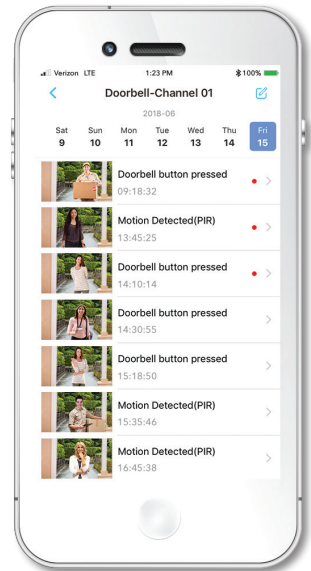 Verizon LTE 1:23 PM 100%
Doorbell-Channel 01
2018-06
Sat Sun Mon Tue Wed Thu Fri
9 10 11 12 13 14 15
Doorbell button pressed
09:18:32
Motion Detected(PIR)
13:45:25
Doorbell button pressed
14:10:14
Doorbell button pressed
14:30:55
Doorbell button pressed
15:18:50
Motion Detected(PIR)
15:35:46
Motion Detected(PIR)
16:45:38